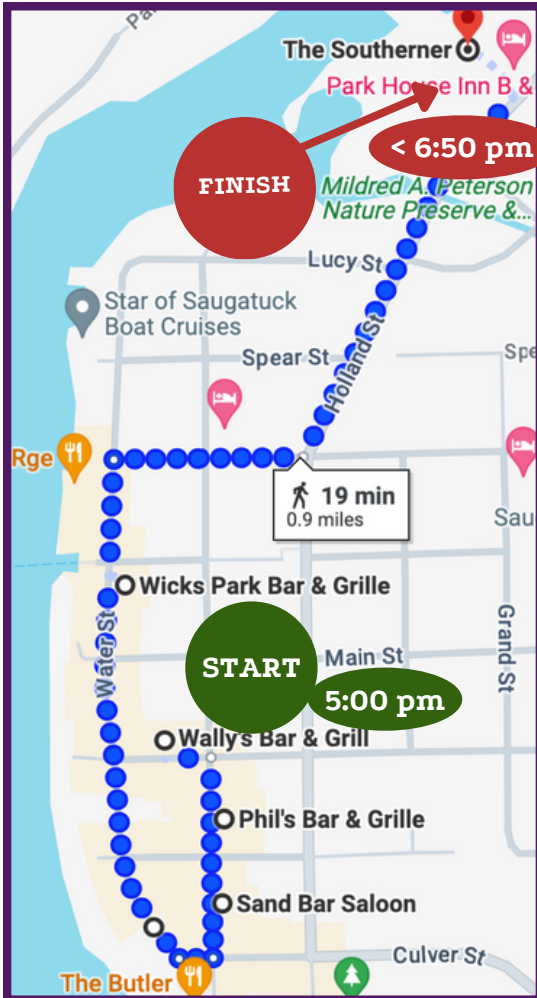 Pa
The Southerner
Park House Inn B &
< 6:50 pm
FINISH
Mildred A. Peterson
Nature Preserve &...
Lucy St
Star of Saugatuck
Boat Cruises
Holland St
Spear St
Spe
Rge
19 min
0.9 miles
Sau
Wicks Park Bar & Grille
Water St
START
Main St
Grand St
5:00 pm
Wally's Bar & Grill
Phil's Bar & Grille
Sand Bar Saloon
Culver St
The Butler